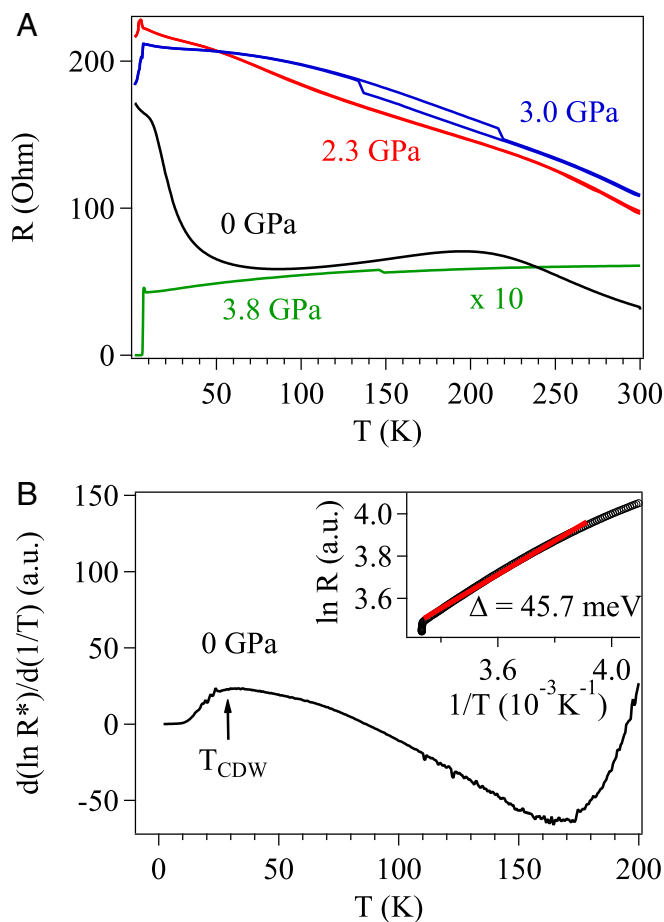 A
R (Ohm)
200
100
0
3.0 GPa
2.3 GPa
0 GPa
3.8 GPa
x 10
50 100 150 200 250 300
T (K)
B
d(ln R*)/d(1/T) (a.u.)
150
100
50
0
-50
0 GPa
T_CDW
ln R (a.u.)
4.0
3.8
3.6
Δ = 45.7 meV
3.6 4.0
1/T (10⁻³K⁻¹)
0 50 100 150 200
T (K)